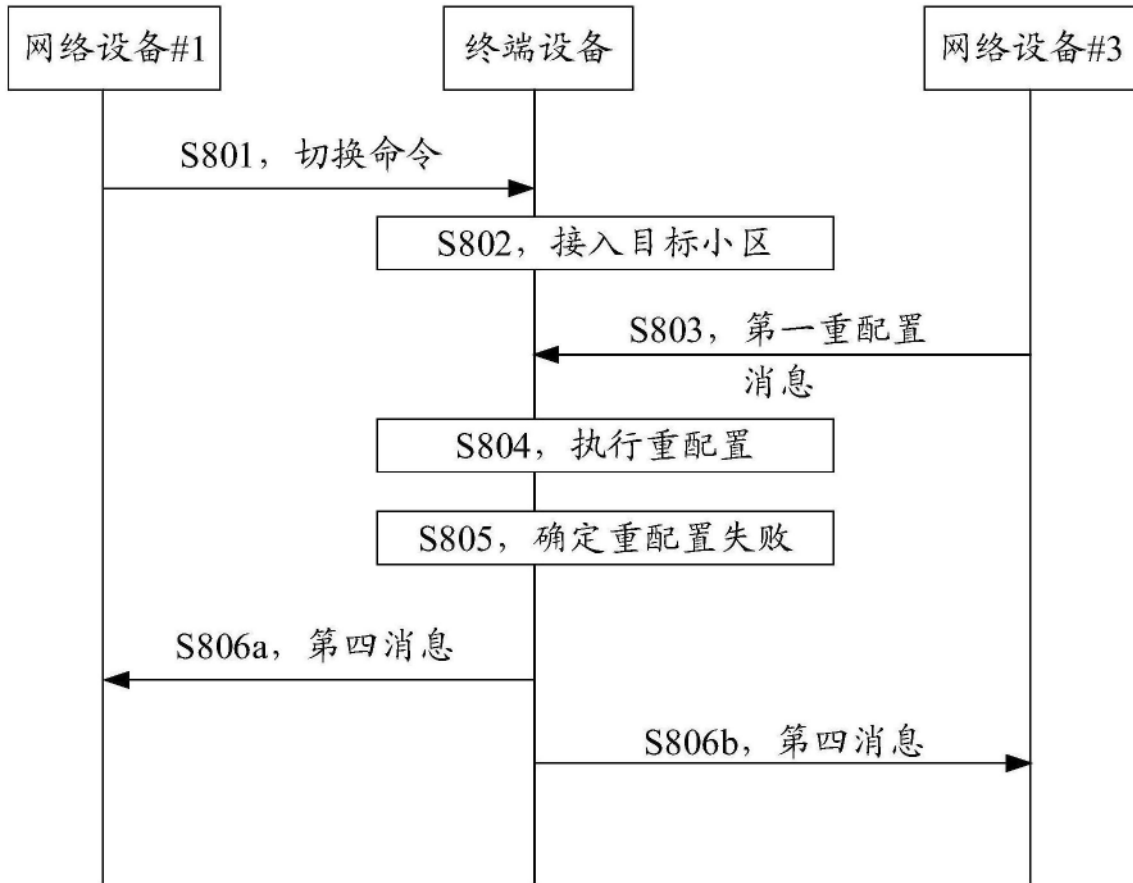 网络设备#1
终端设备
网络设备#3
S801，切换命令
S802，接入目标小区
S803，第一重配置
消息
S804，执行重配置
S805，确定重配置失败
S806a，第四消息
S806b，第四消息